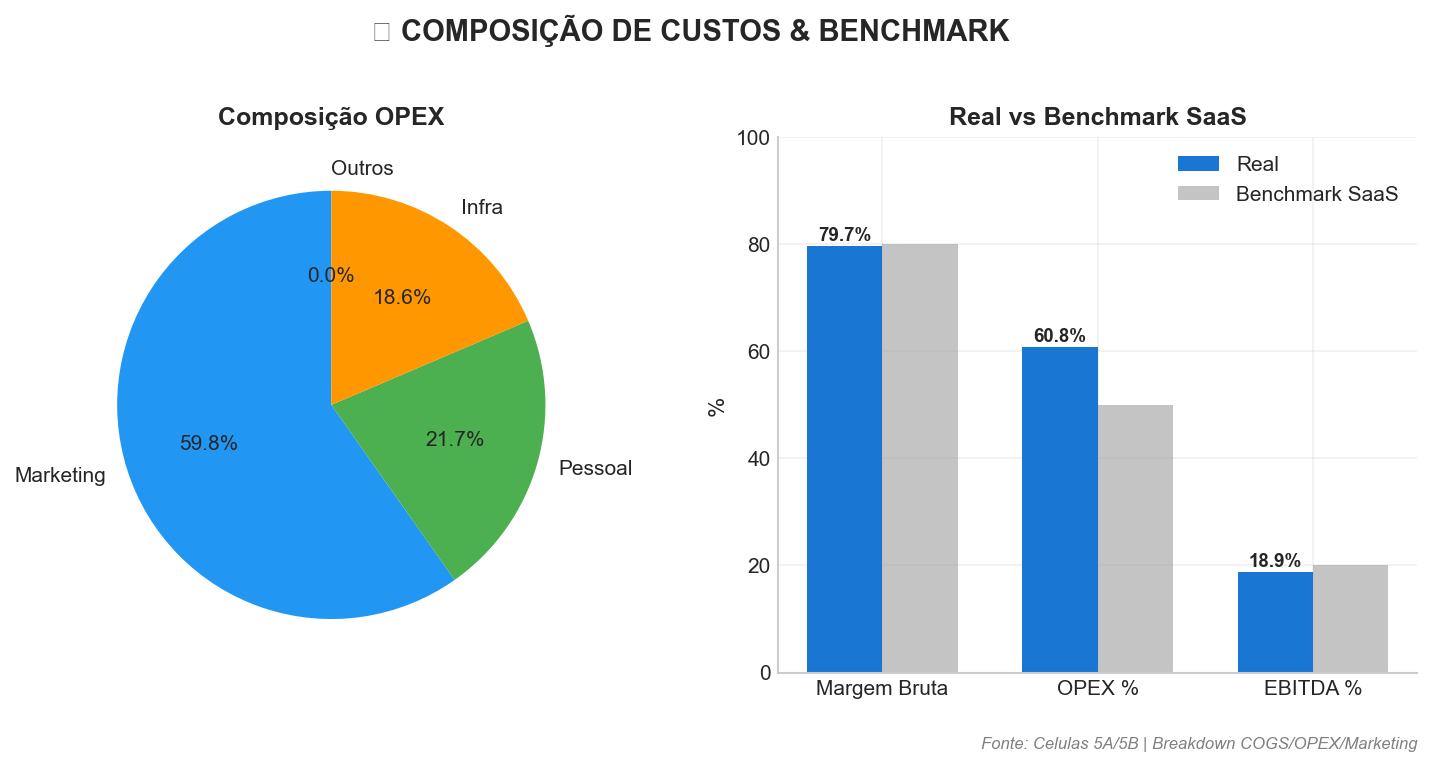 COMPOSIÇÃO DE CUSTOS & BENCHMARK
Composição OPEX
Outros
Infra
0.0%
18.6%
59.8%
21.7%
Marketing
Pessoal
Real vs Benchmark SaaS
100
80
60
40
20
0
%
Real
Benchmark SaaS
79.7%
60.8%
18.9%
Margem Bruta
OPEX %
EBITDA %
Fonte: Celulas 5A/5B | Breakdown COGS/OPEX/Marketing